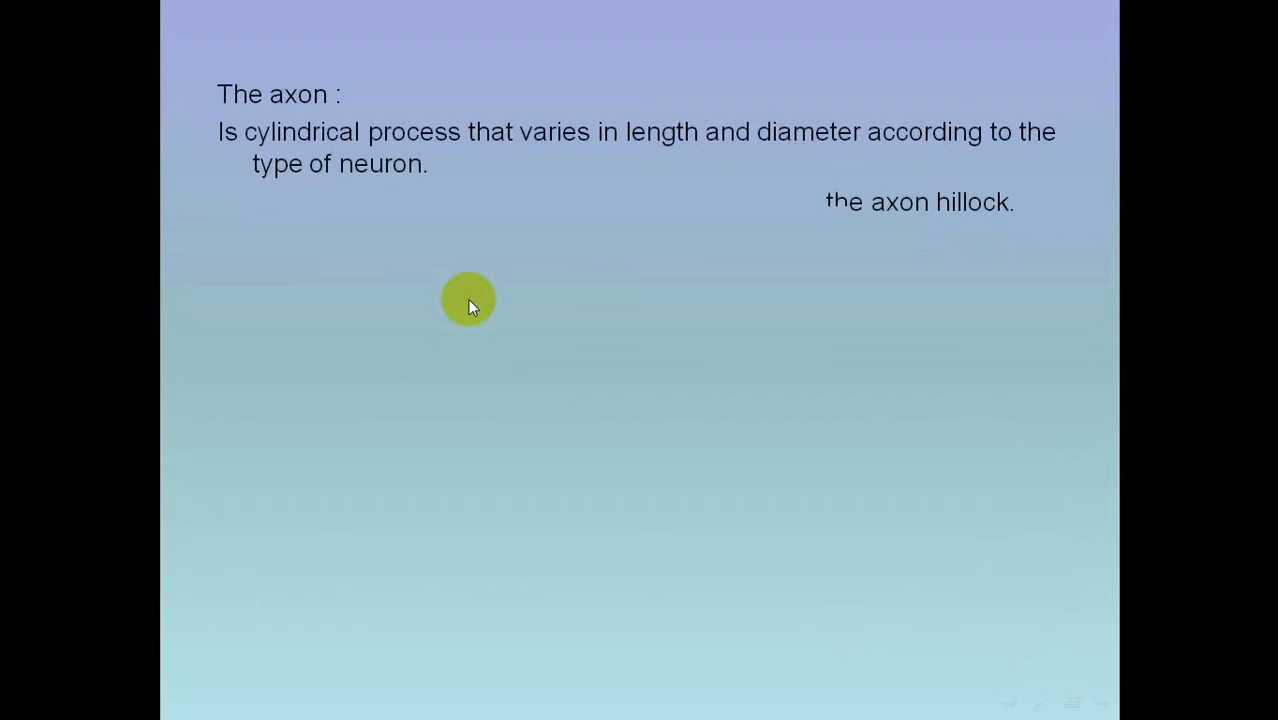 The axon :
Is cylindrical process that varies in length and diameter according to the
type of neuron.
the axon hillock.